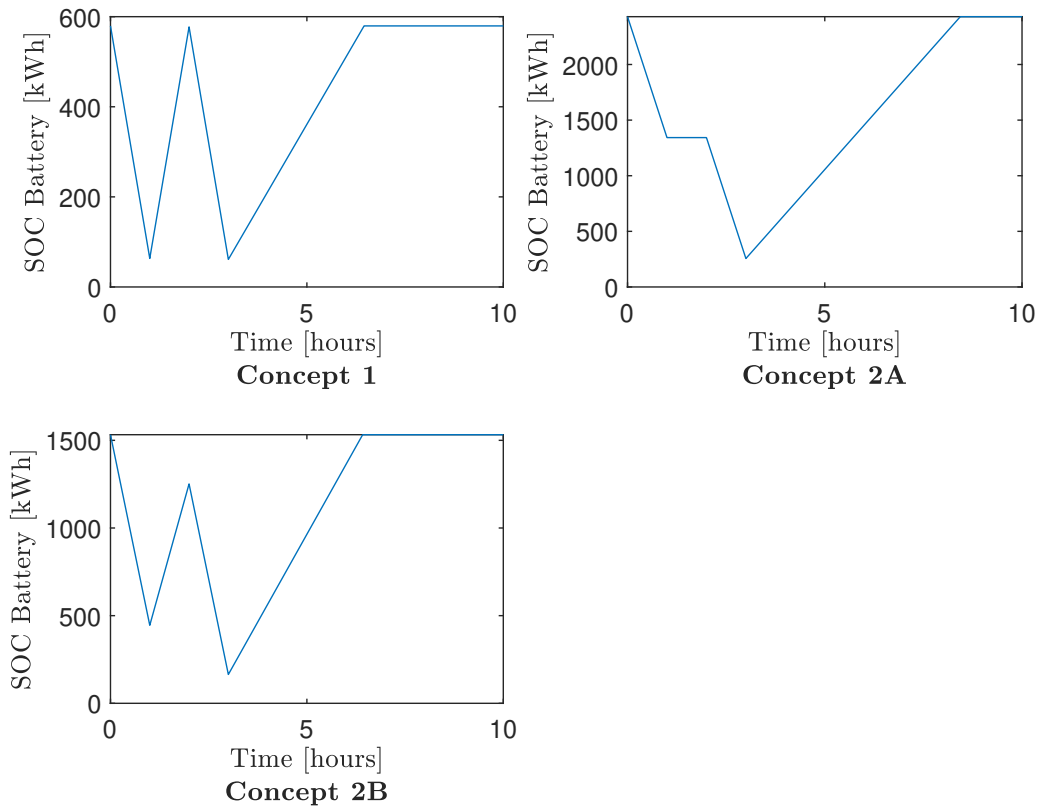 600
400
200
0
SOC Battery [kWh]
0 5 10
Time [hours]
Concept 1
2000
1500
1000
500
0
SOC Battery [kWh]
0 5 10
Time [hours]
Concept 2A
1500
1000
500
0
SOC Battery [kWh]
0 5 10
Time [hours]
Concept 2B